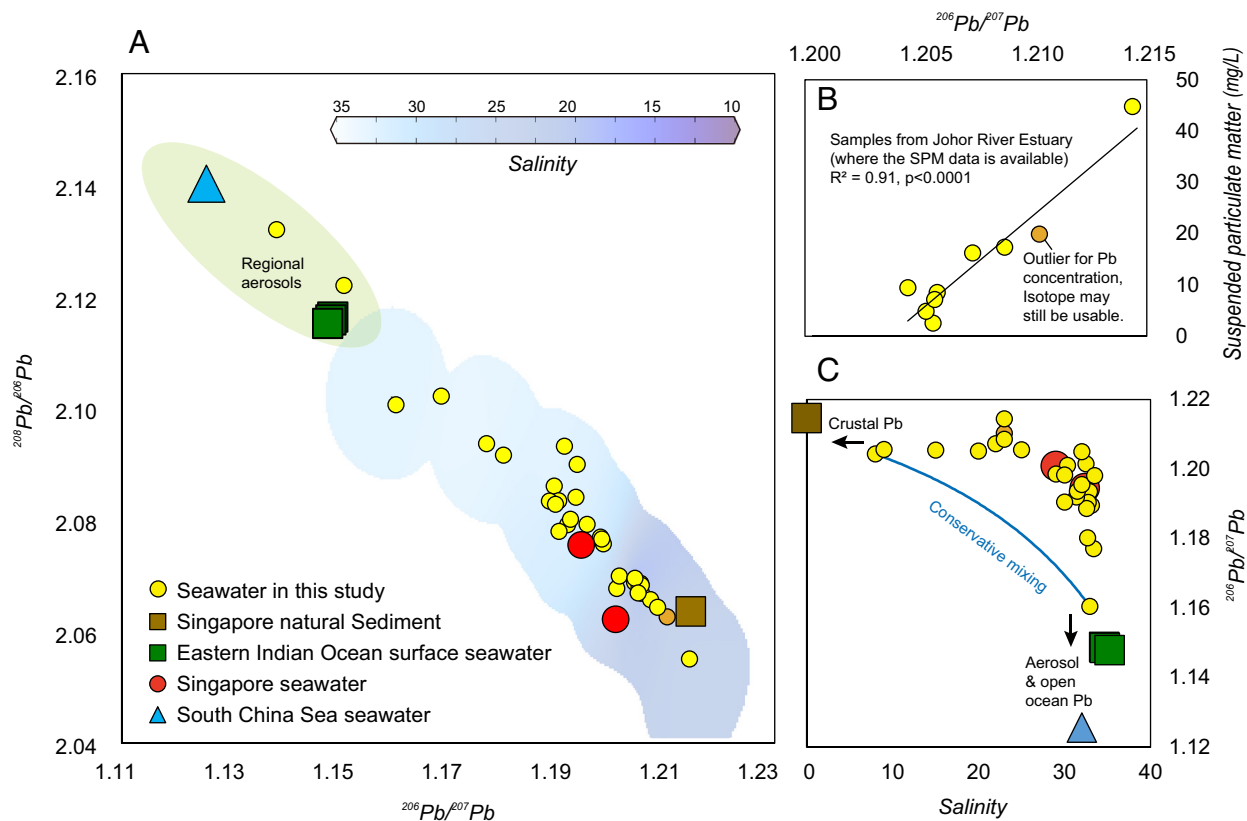 A
2.16
2.14
2.12
2.10
2.08
2.06
2.04
²⁰⁸Pb/²⁰⁶Pb
35 30 25 20 15 10
Salinity
Regional
aerosols
Seawater in this study
Singapore natural Sediment
Eastern Indian Ocean surface seawater
Singapore seawater
South China Sea seawater
1.11 1.13 1.15 1.17 1.19 1.21 1.23
²⁰⁶Pb/²⁰⁷Pb
²⁰⁶Pb/²⁰⁷Pb
1.200 1.205 1.210 1.215
B
Samples from Johor River Estuary
(where the SPM data is available)
R² = 0.91, p<0.0001
Outlier for Pb
concentration,
Isotope may
still be usable.
50
40
30
20
10
0
Suspended particulate matter (mg/L)
C
Crustal Pb
Conservative mixing
Aerosol
& open
ocean Pb
1.22
1.20
1.18
1.16
1.14
1.12
²⁰⁶Pb/²⁰⁷Pb
0 10 20 30 40
Salinity